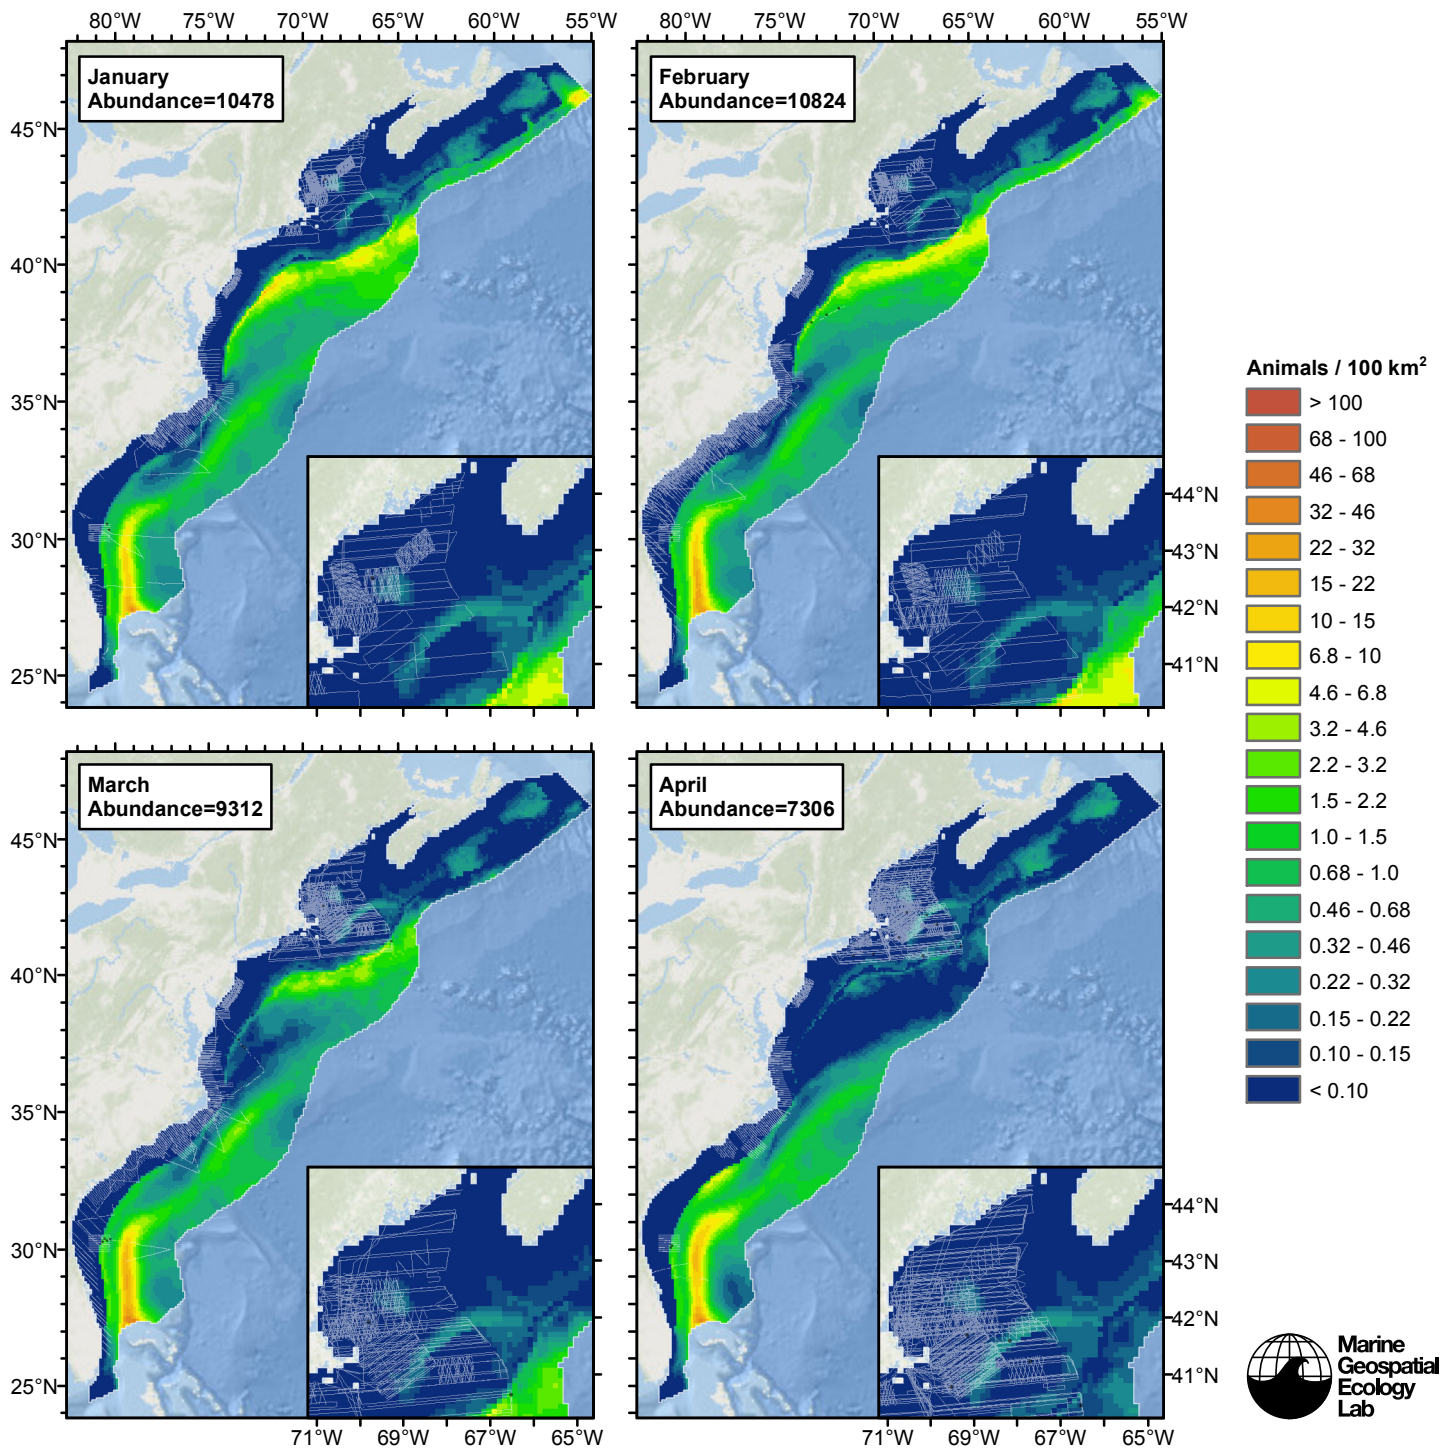 80°W 75°W 70°W 65°W 60°W 55°W
80°W 75°W 70°W 65°W 60°W 55°W
January
Abundance=10478
February
Abundance=10824
45°N
40°N
35°N
30°N
25°N
44°N
43°N
42°N
41°N
Animals / 100 km²
> 100
68 - 100
46 - 68
32 - 46
22 - 32
15 - 22
10 - 15
6.8 - 10
4.6 - 6.8
3.2 - 4.6
2.2 - 3.2
1.5 - 2.2
1.0 - 1.5
0.68 - 1.0
0.46 - 0.68
0.32 - 0.46
0.22 - 0.32
0.15 - 0.22
0.10 - 0.15
< 0.10
March
Abundance=9312
April
Abundance=7306
45°N
40°N
35°N
30°N
25°N
44°N
43°N
42°N
41°N
71°W 69°W 67°W 65°W
71°W 69°W 67°W 65°W
Marine
Geospatial
Ecology
Lab